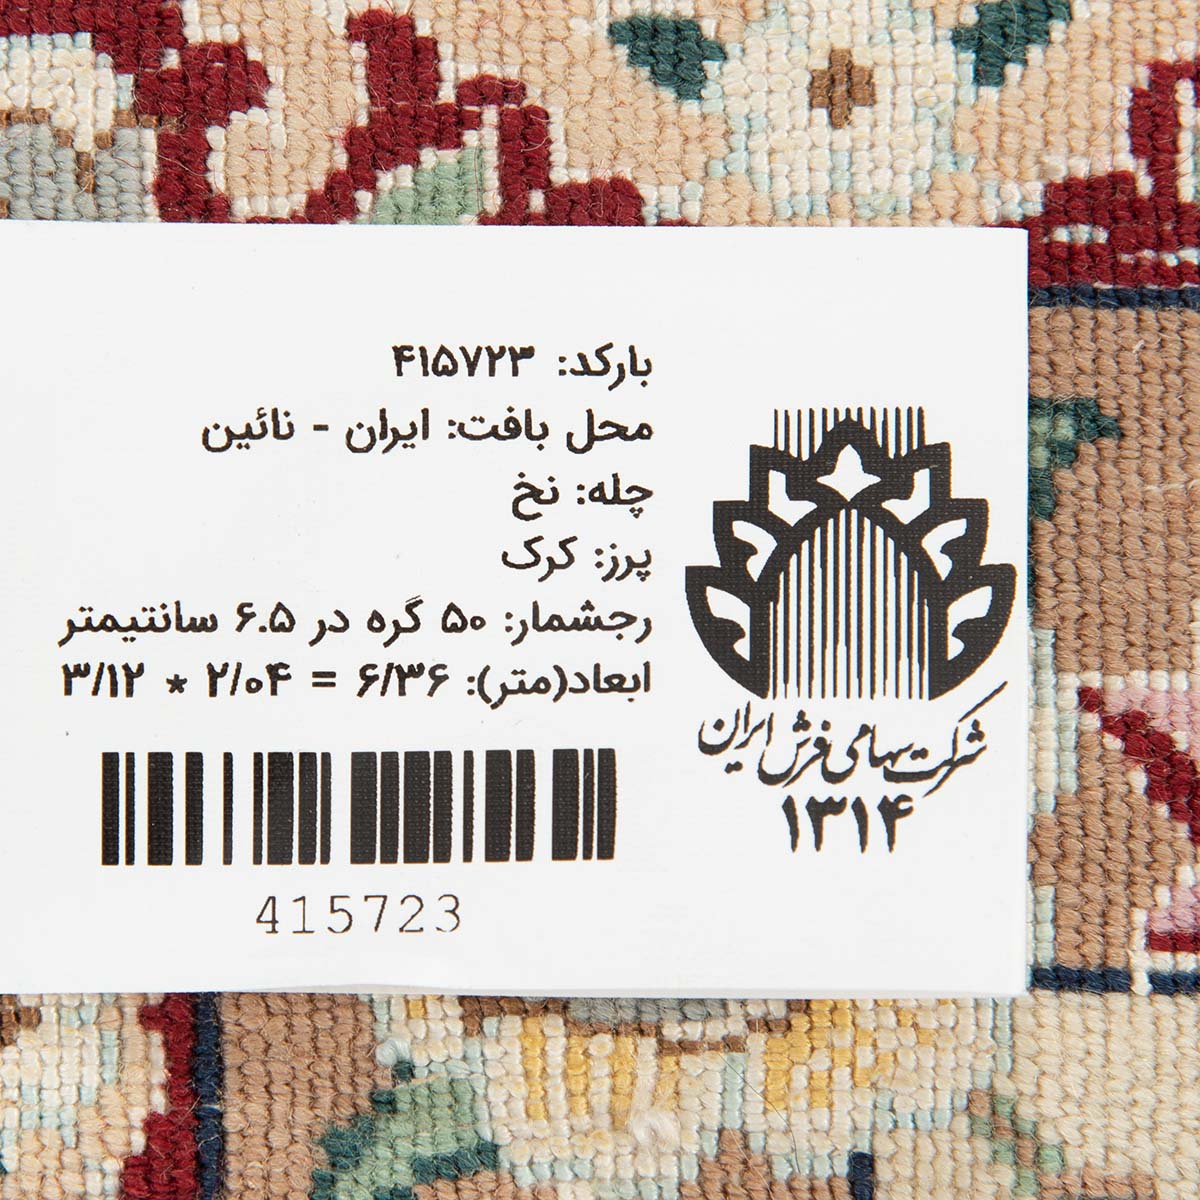 بارکد: ۴۱۵۷۲۳
محل بافت: ایران - نائین
چله: نخ
پرز: کرک
رجشمار: ۵۰ گره در ۶.۵ سانتیمتر
ابعاد(متر): ۳/۱۲ * ۲/۰۴ = ۶/۳۶
415723
شرکت سهامی فرش ایران
۱۳۱۴